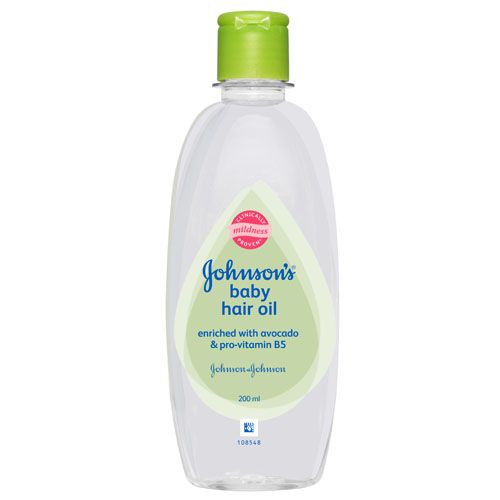 CLINICALLY
mildness
PROVEN*
Johnson's®
baby
hair oil
enriched with avocado
& pro-vitamin B5
Johnson & Johnson
200 ml
108548